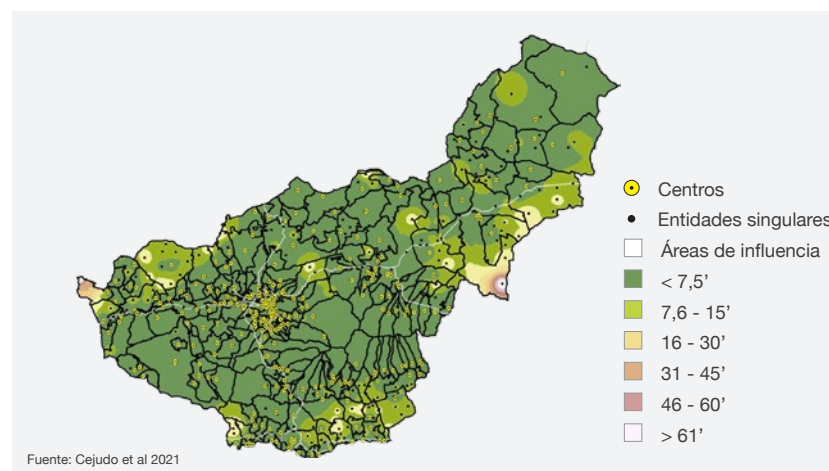 Centros
Entidades singulares
Áreas de influencia
< 7,5’
7,6 - 15’
16 - 30’
31 - 45’
46 - 60’
> 61’
Fuente: Cejudo et al 2021